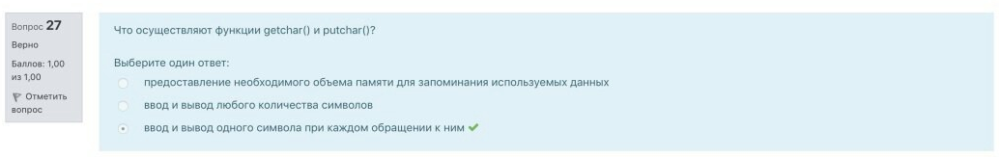 Вопрос 27
Верно
Баллов: 1,00
из 1,00
Отметить
вопрос
Что осуществляют функции getchar() и putchar()?
Выберите один ответ:
предоставление необходимого объема памяти для запоминания используемых данных
ввод и вывод любого количества символов
ввод и вывод одного символа при каждом обращении к ним